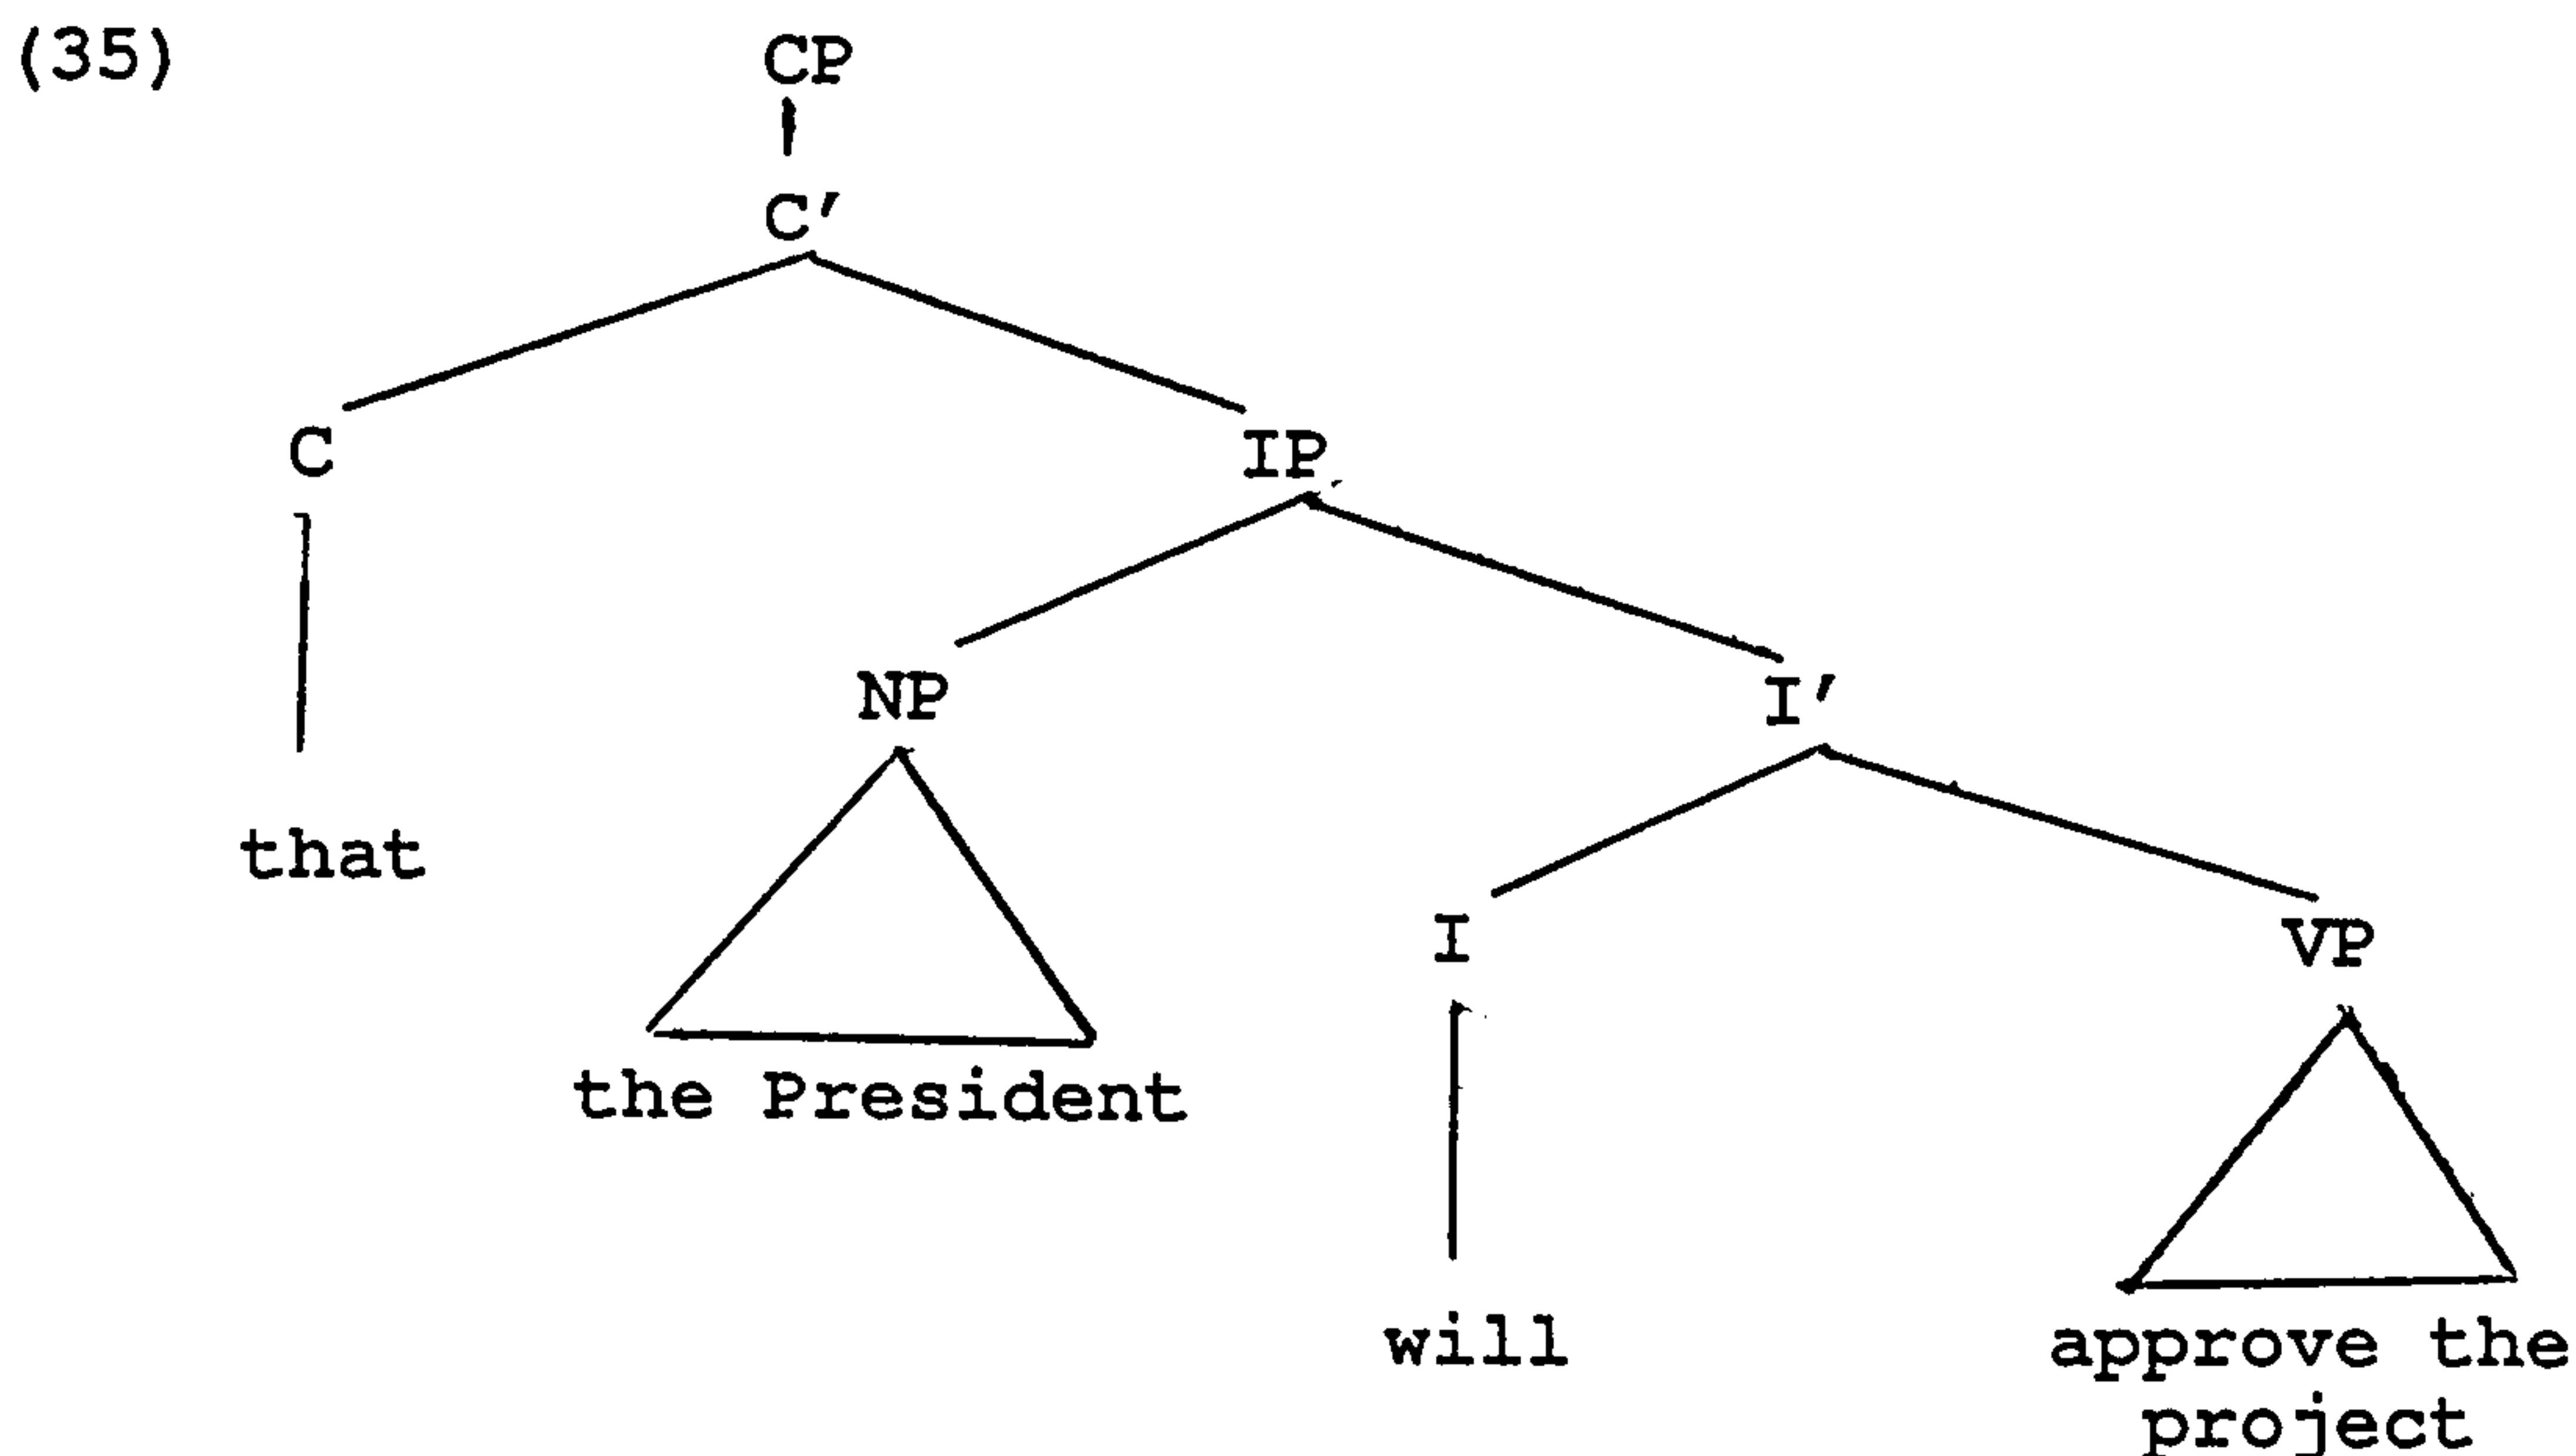 (35) CP
C'
C IP
NP I'
that I VP
the President
will approve the
project